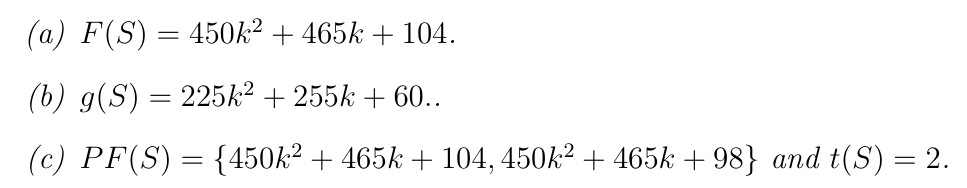 (a) F(S) = 450k² + 465k + 104.
(b) g(S) = 225k² + 255k + 60..
(c) PF(S) = {450k² + 465k + 104, 450k² + 465k + 98} and t(S) = 2.